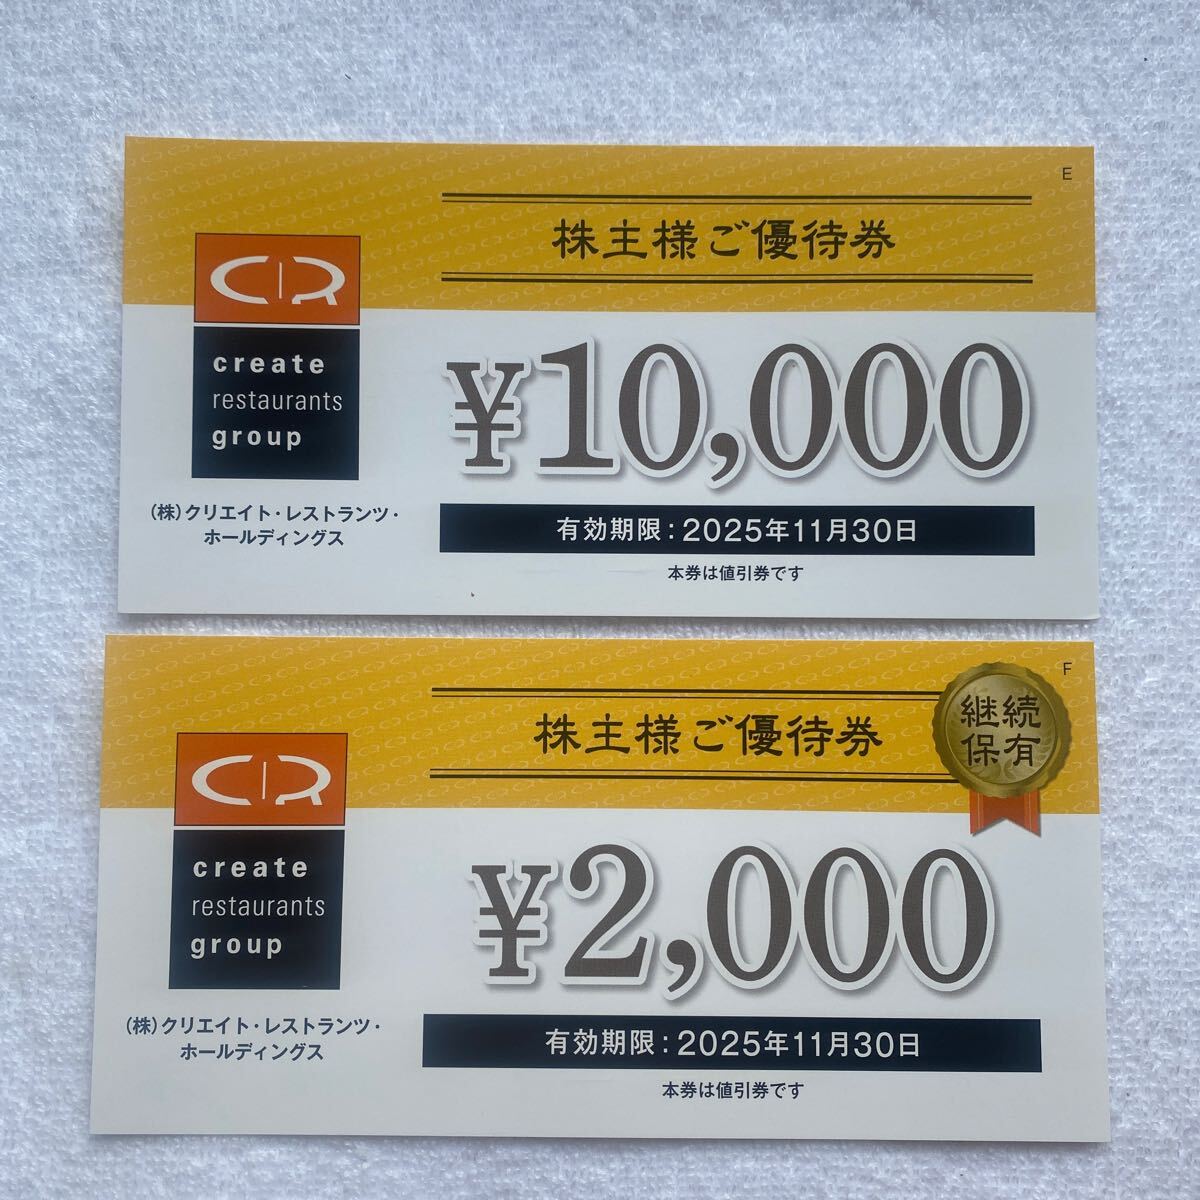 E
株主様ご優待券
CR
create
restaurants
group
¥10,000
(株)クリエイト・レストランツ・
ホールディングス
有効期限：2025年11月30日
本券は値引券です
F
株主様ご優待券
継続
保有
CR
create
restaurants
group
¥2,000
(株)クリエイト・レストランツ・
ホールディングス
有効期限：2025年11月30日
本券は値引券です